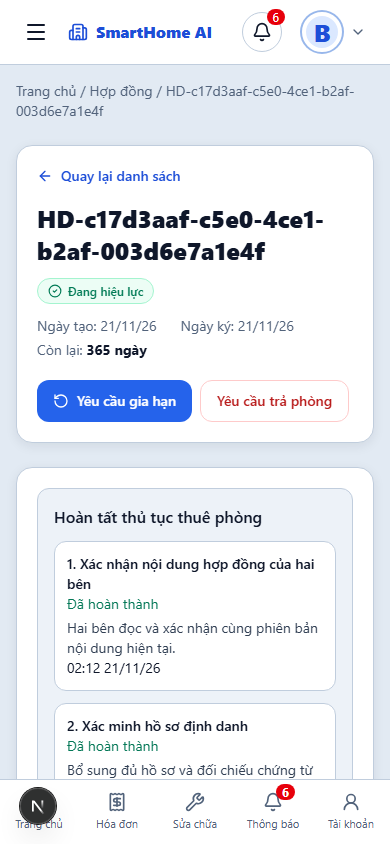 SmartHome AI
6
B
Trang chủ / Hợp đồng / HD-c17d3aaf-c5e0-4ce1-b2af-
003d6e7a1e4f
Quay lại danh sách
HD-c17d3aaf-c5e0-4ce1-
b2af-003d6e7a1e4f
Đang hiệu lực
Ngày tạo: 21/11/26 Ngày ký: 21/11/26
Còn lại: 365 ngày
Yêu cầu gia hạn
Yêu cầu trả phòng
Hoàn tất thủ tục thuê phòng
1. Xác nhận nội dung hợp đồng của hai
bên
Đã hoàn thành
Hai bên đọc và xác nhận cùng phiên bản
nội dung hiện tại.
02:12 21/11/26
2. Xác minh hồ sơ định danh
Đã hoàn thành
Bổ sung đủ hồ sơ và đối chiếu chứng từ
N
6
Trang chủ
Hóa đơn
Sửa chữa
Thông báo
Tài khoản